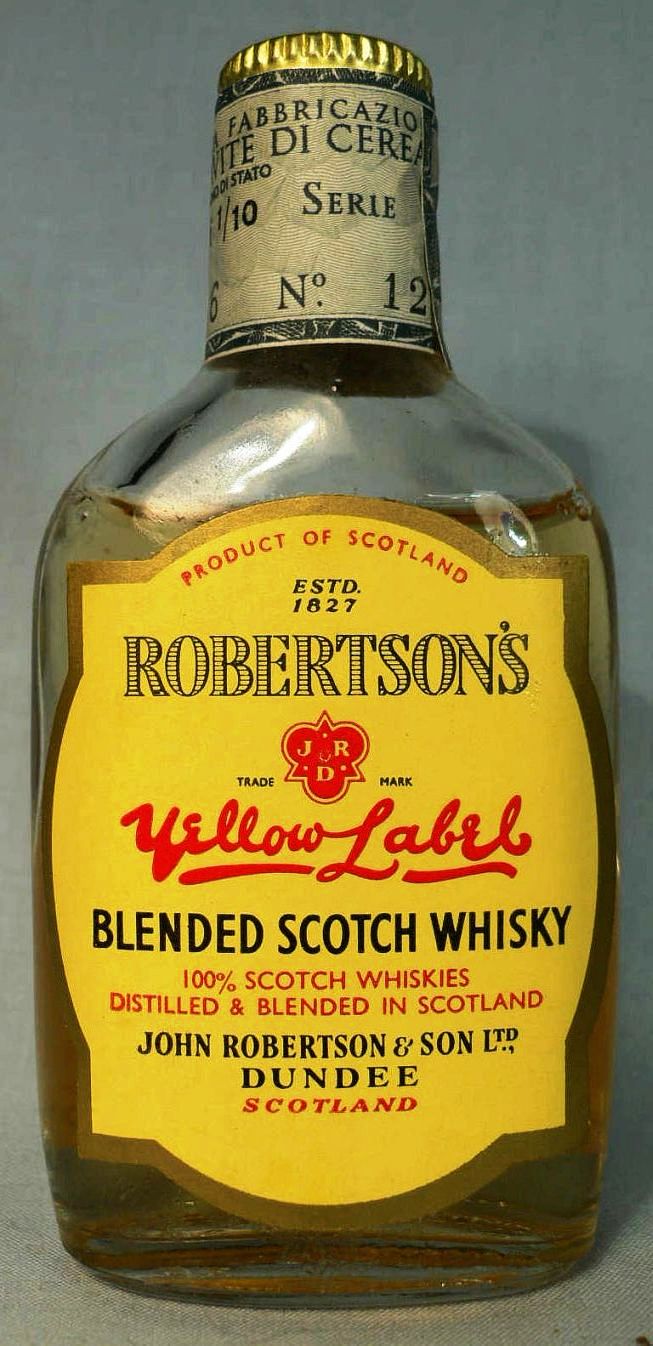 FABBRICAZIO
DI CEREA
DI STATO
1/10 SERIE
6 Nº. 12
PRODUCT OF SCOTLAND
ESTD.
1827
ROBERTSON'S
J R
D
TRADE MARK
Yellow Label
BLENDED SCOTCH WHISKY
100% SCOTCH WHISKIES
DISTILLED & BLENDED IN SCOTLAND
JOHN ROBERTSON & SON LTD.,
DUNDEE
SCOTLAND